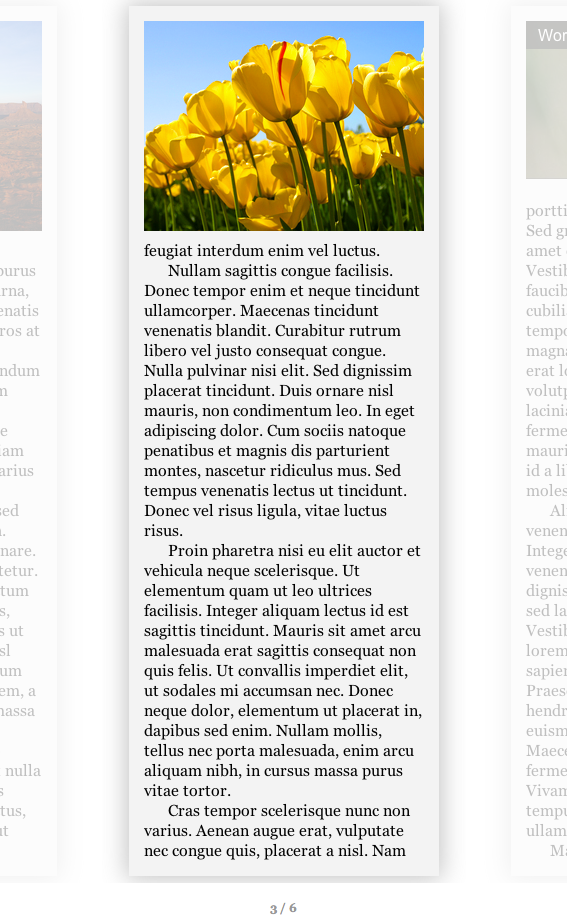 feugiat interdum enim vel luctus.
Nullam sagittis congue facilisis.
Donec tempor enim et neque tincidunt
ullamcorper. Maecenas tincidunt
venenatis blandit. Curabitur rutrum
libero vel justo consequat congue.
Nulla pulvinar nisi elit. Sed dignissim
placerat tincidunt. Duis ornare nisl
mauris, non condimentum leo. In eget
adipiscing dolor. Cum sociis natoque
penatibus et magnis dis parturient
montes, nascetur ridiculus mus. Sed
tempus venenatis lectus ut tincidunt.
Donec vel risus ligula, vitae luctus
risus.
Proin pharetra nisi eu elit auctor et
vehicula neque scelerisque. Ut
elementum quam ut leo ultrices
facilisis. Integer aliquam lectus id est
sagittis tincidunt. Mauris sit amet arcu
malesuada erat sagittis consequat non
quis felis. Ut convallis imperdiet elit,
ut sodales mi accumsan nec. Donec
neque dolor, elementum ut placerat in,
dapibus sed enim. Nullam mollis,
tellus nec porta malesuada, enim arcu
aliquam nibh, in cursus massa purus
vitae tortor.
Cras tempor scelerisque nunc non
varius. Aenean augue erat, vulputate
nec congue quis, placerat a nisl. Nam
3 / 6